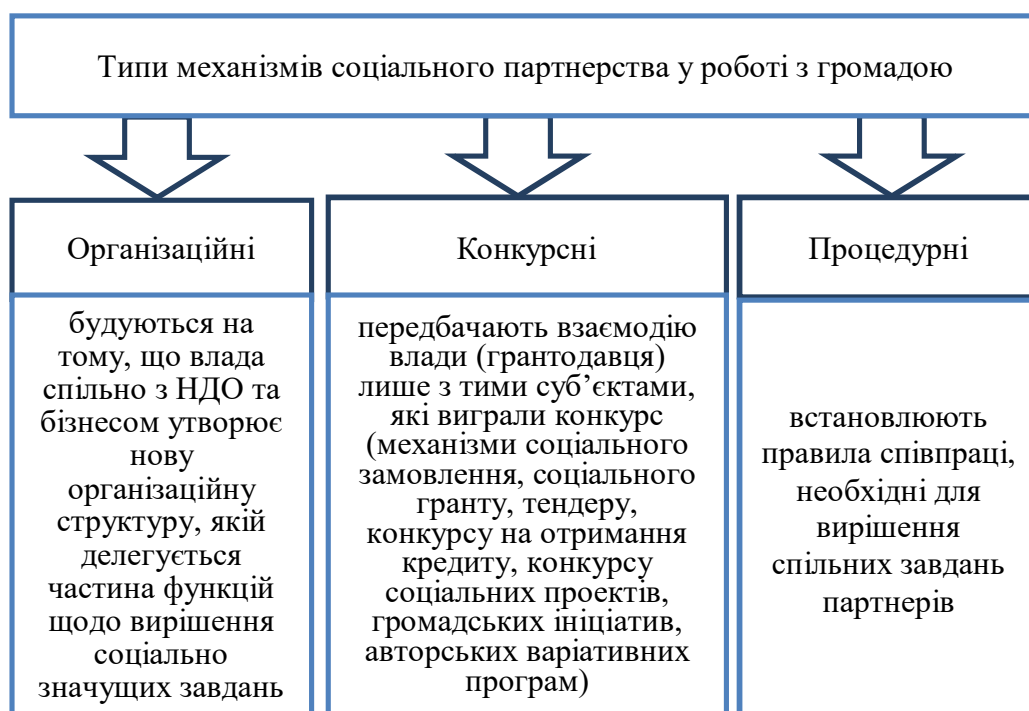 Типи механізмів соціального партнерства у роботі з громадою
Організаційні
будуються на
тому, що влада
спільно з НДО та
бізнесом утворює
нову
організаційну
структуру, якій
делегується
частина функцій
щодо вирішення
соціально
значущих завдань
Конкурсні
передбачають взаємодію
влади (грантодавця)
лише з тими суб’єктами,
які виграли конкурс
(механізми соціального
замовлення, соціального
гранту, тендеру,
конкурсу на отримання
кредиту, конкурсу
соціальних проектів,
громадських ініціатив,
авторських варіативних
програм)
Процедурні
встановлюють
правила співпраці,
необхідні для
вирішення
спільних завдань
партнерів